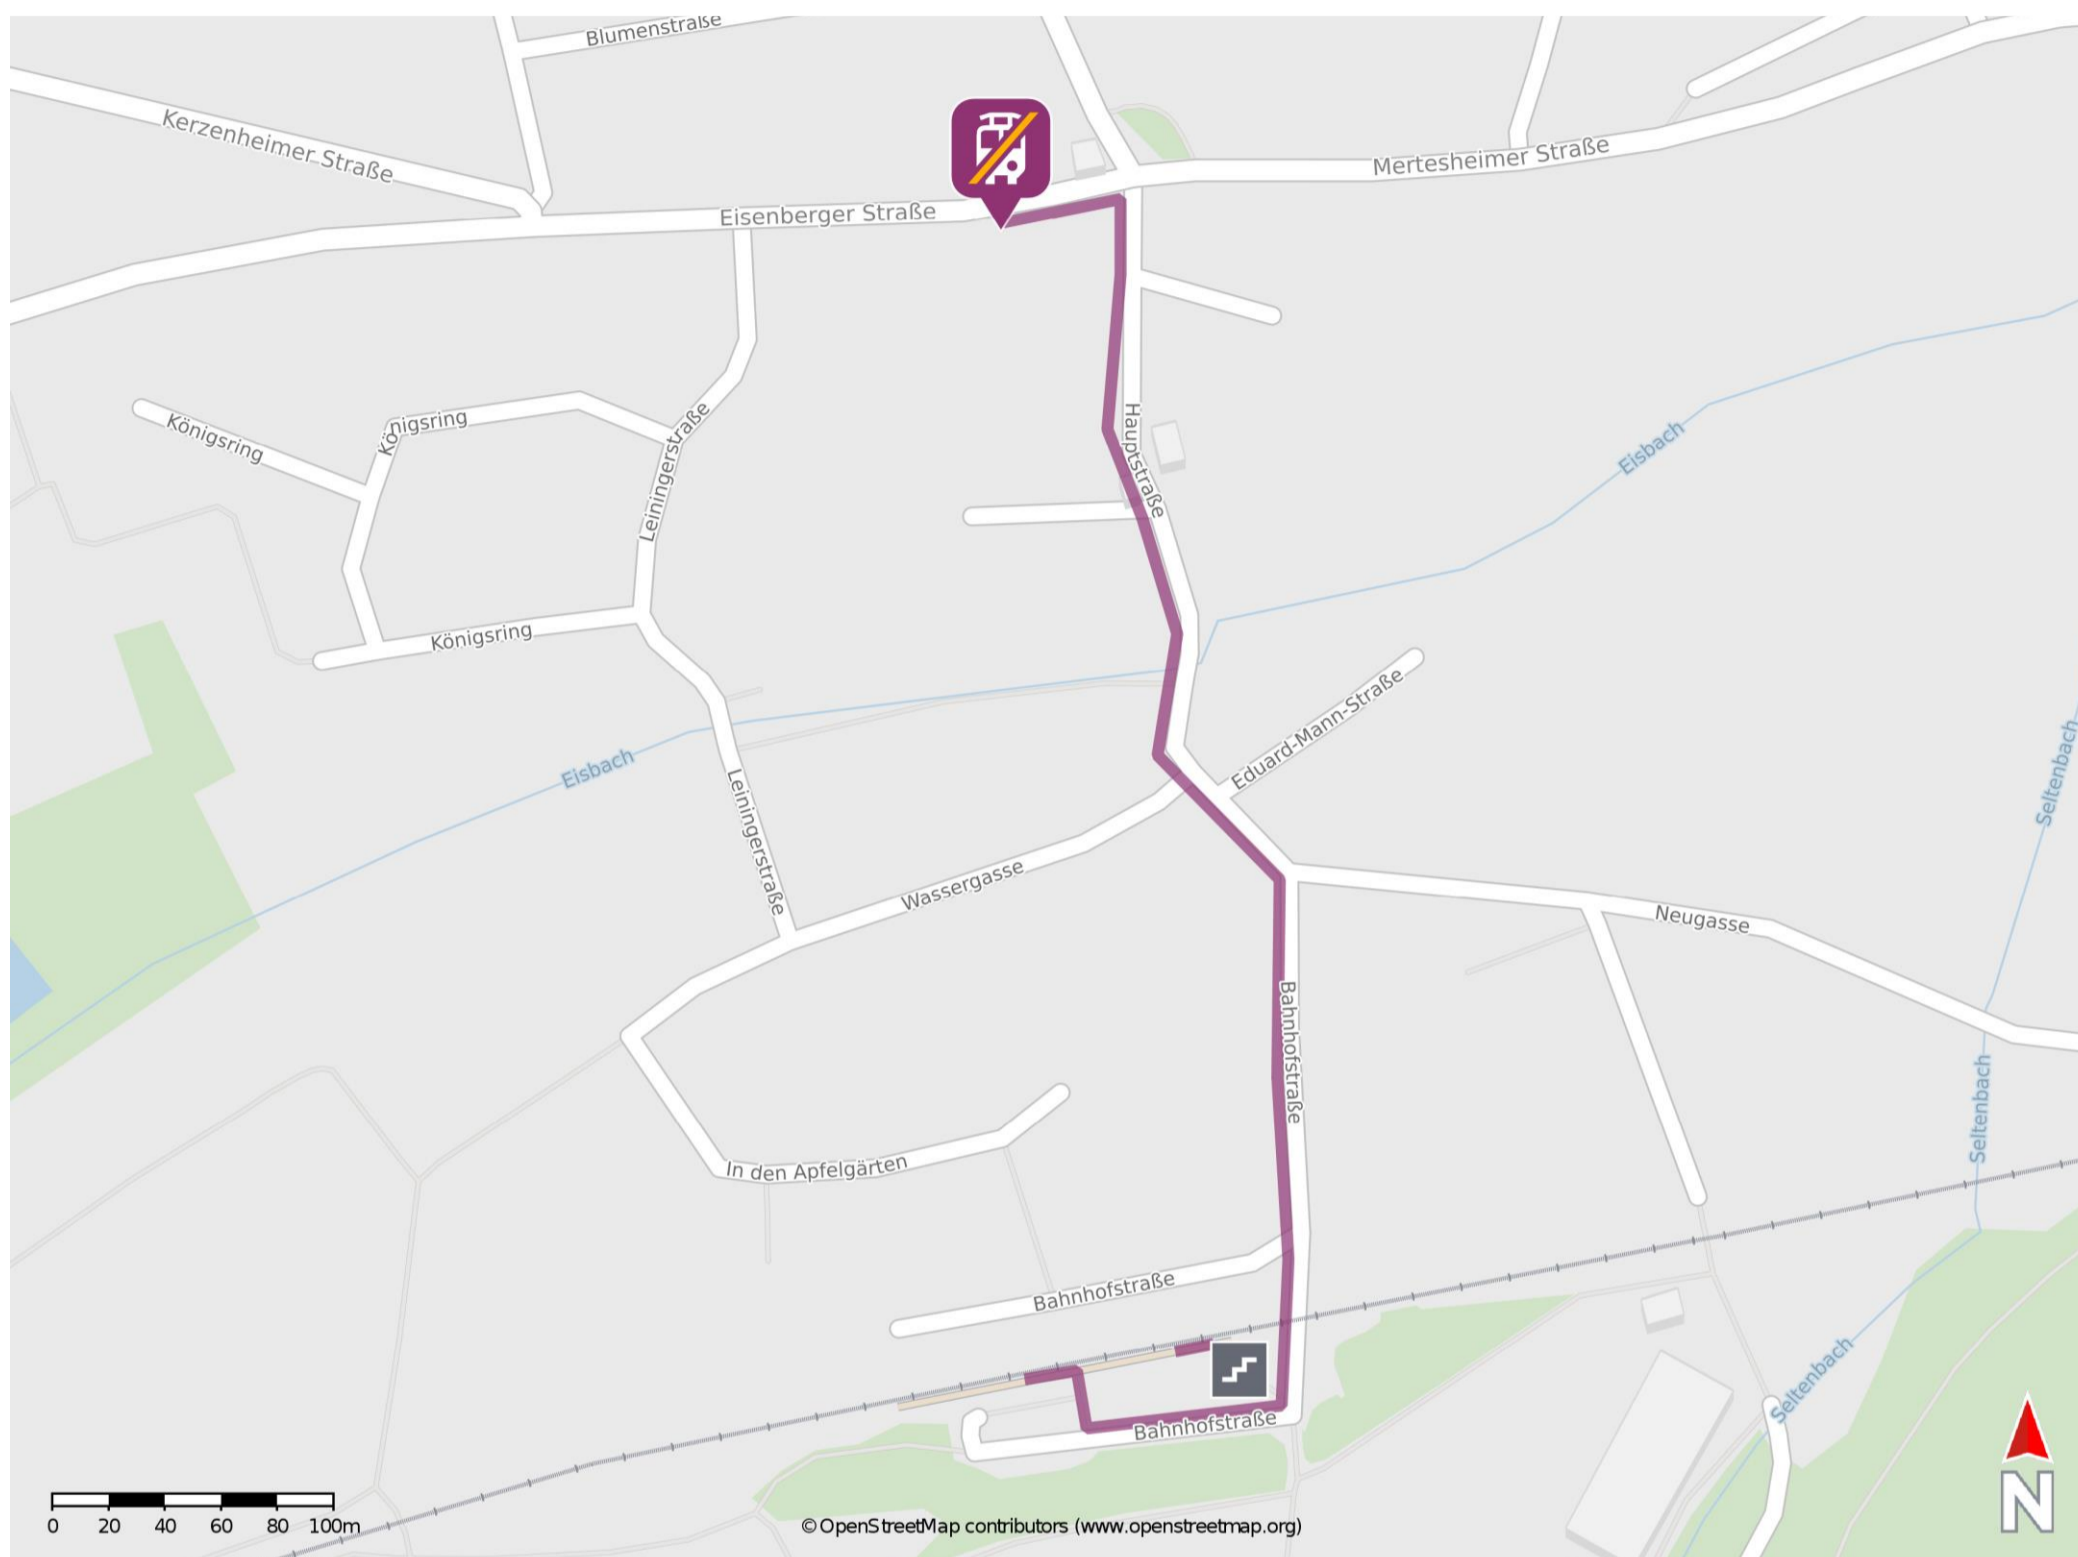 Blumenstraße
Kerzenheimer Straße
Mertesheimer Straße
Eisenberger Straße
Königsring
Königsring
Leiningerstraße
Hauptstraße
Eisbach
Königsring
Eduard-Mann-Straße
Eisbach
Seltenbach
Leiningerstraße
Wassergasse
Neugasse
Bahnhofstraße
Seltenbach
In den Apfelgärten
Bahnhofstraße
Seltenbach
Bahnhofstraße
N
0 20 40 60 80 100m
© OpenStreetMap contributors (www.openstreetmap.org)